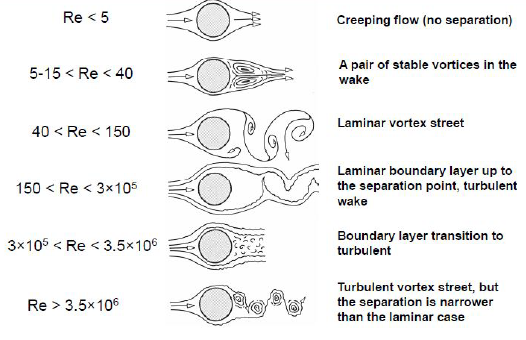 Re < 5
Creeping flow (no separation)
5-15 < Re < 40
A pair of stable vortices in the
wake
40 < Re < 150
Laminar vortex street
150 < Re < 3×10⁵
Laminar boundary layer up to
the separation point, turbulent
wake
3×10⁵ < Re < 3.5×10⁶
Boundary layer transition to
turbulent
Re > 3.5×10⁶
Turbulent vortex street, but
the separation is narrower
than the laminar case